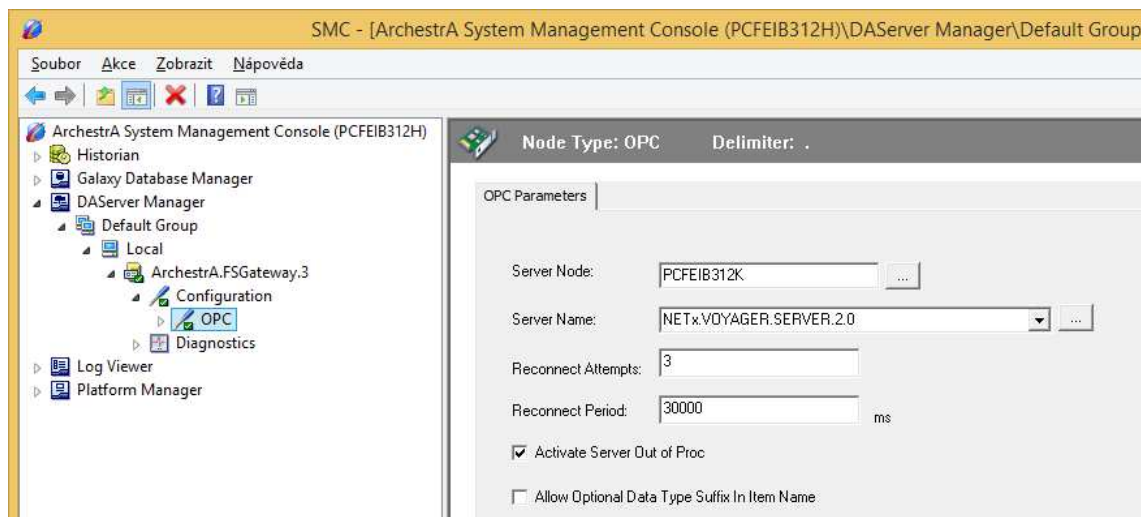 SMC - [ArchestrA System Management Console (PCFEIB312H)\DAServer Manager\Default Group
Soubor Akce Zobrazit Nápověda
ArchestrA System Management Console (PCFEIB312H)
Historian
Galaxy Database Manager
DAServer Manager
Default Group
Local
ArchestrA.FSGateway.3
Configuration
OPC
Diagnostics
Log Viewer
Platform Manager
Node Type: OPC Delimiter: .
OPC Parameters
Server Node: PCFEIB312K ...
Server Name: NETx.VOYAGER.SERVER.2.0 ...
Reconnect Attempts: 3
Reconnect Period: 30000 ms
Activate Server Out of Proc
Allow Optional Data Type Suffix In Item Name